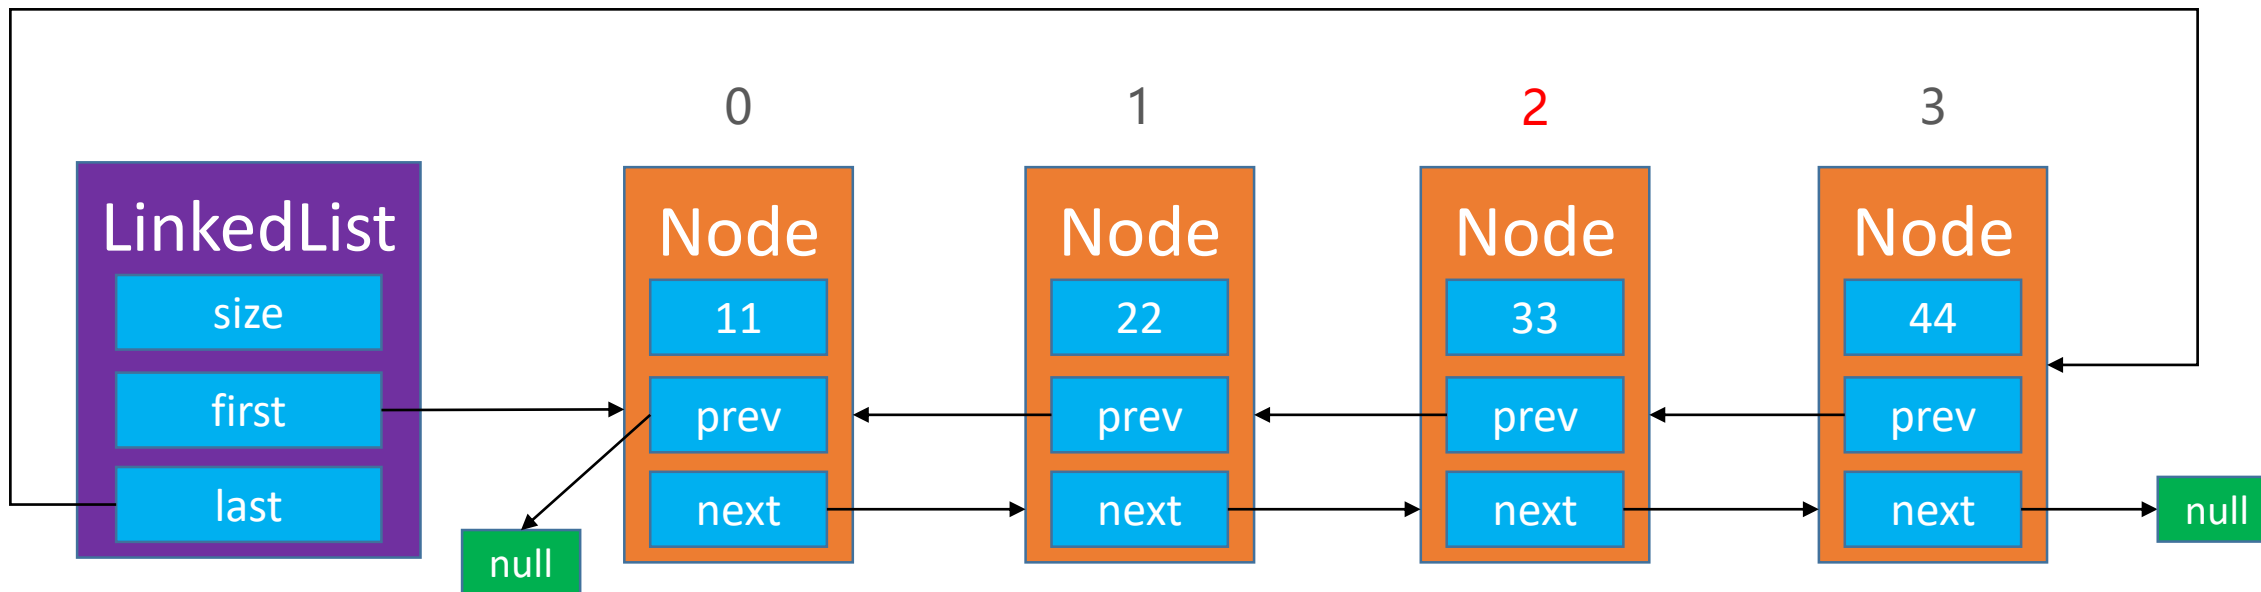 0 1 2 3
LinkedList
size
first
last
null
Node
11
prev
next
Node
22
prev
next
Node
33
prev
next
Node
44
prev
next
null